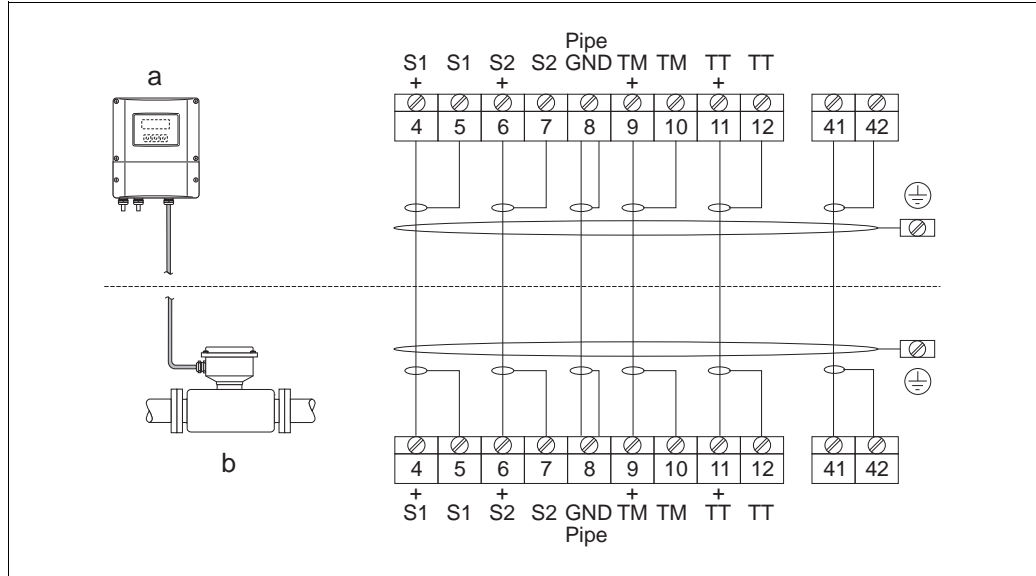 a
Pipe
S1 S1 S2 S2 GND TM TM TT TT
+ + + +
4 5 6 7 8 9 10 11 12 41 42
4 5 6 7 8 9 10 11 12 41 42
+ + + +
S1 S1 S2 S2 GND TM TM TT TT
Pipe
b